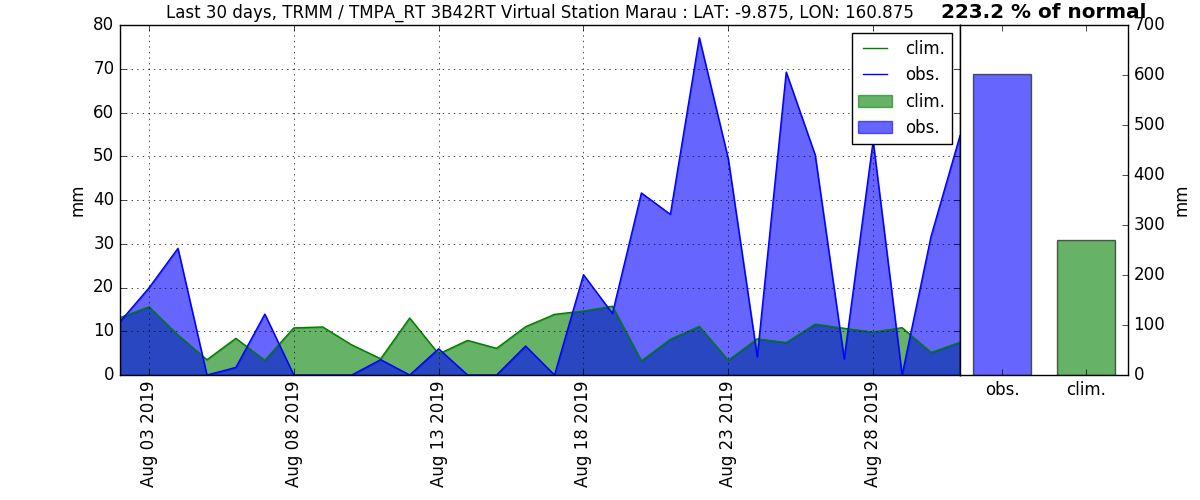 Last 30 days, TRMM / TMPA_RT 3B42RT Virtual Station Marau : LAT: -9.875, LON: 160.875
223.2 % of normal
80
70
60
50
40
30
20
10
0
mm
clim.
obs.
clim.
obs.
Aug 03 2019
Aug 08 2019
Aug 13 2019
Aug 18 2019
Aug 23 2019
Aug 28 2019
700
600
500
400
300
200
100
0
mm
obs.
clim.